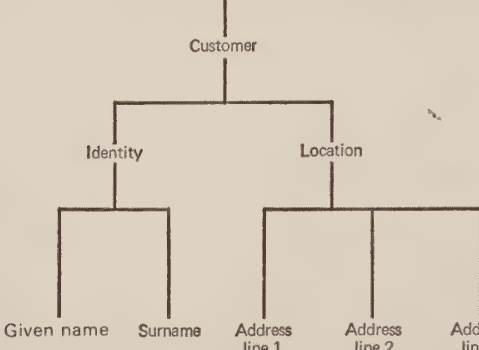 Customer
Identity Location
Given name Surname Address Address
line 1 line 2